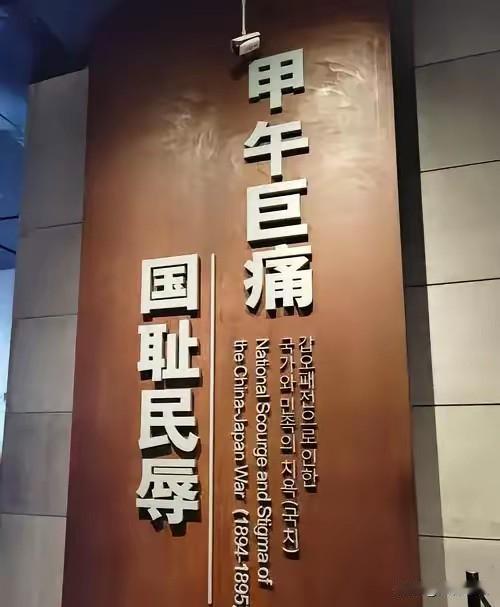 甲午巨痛
国耻民辱
갑오패전으로 인한
국가와 민족의 치욕(국치)
National Scourge and Stigma of
the China-Japan War (1894-1895